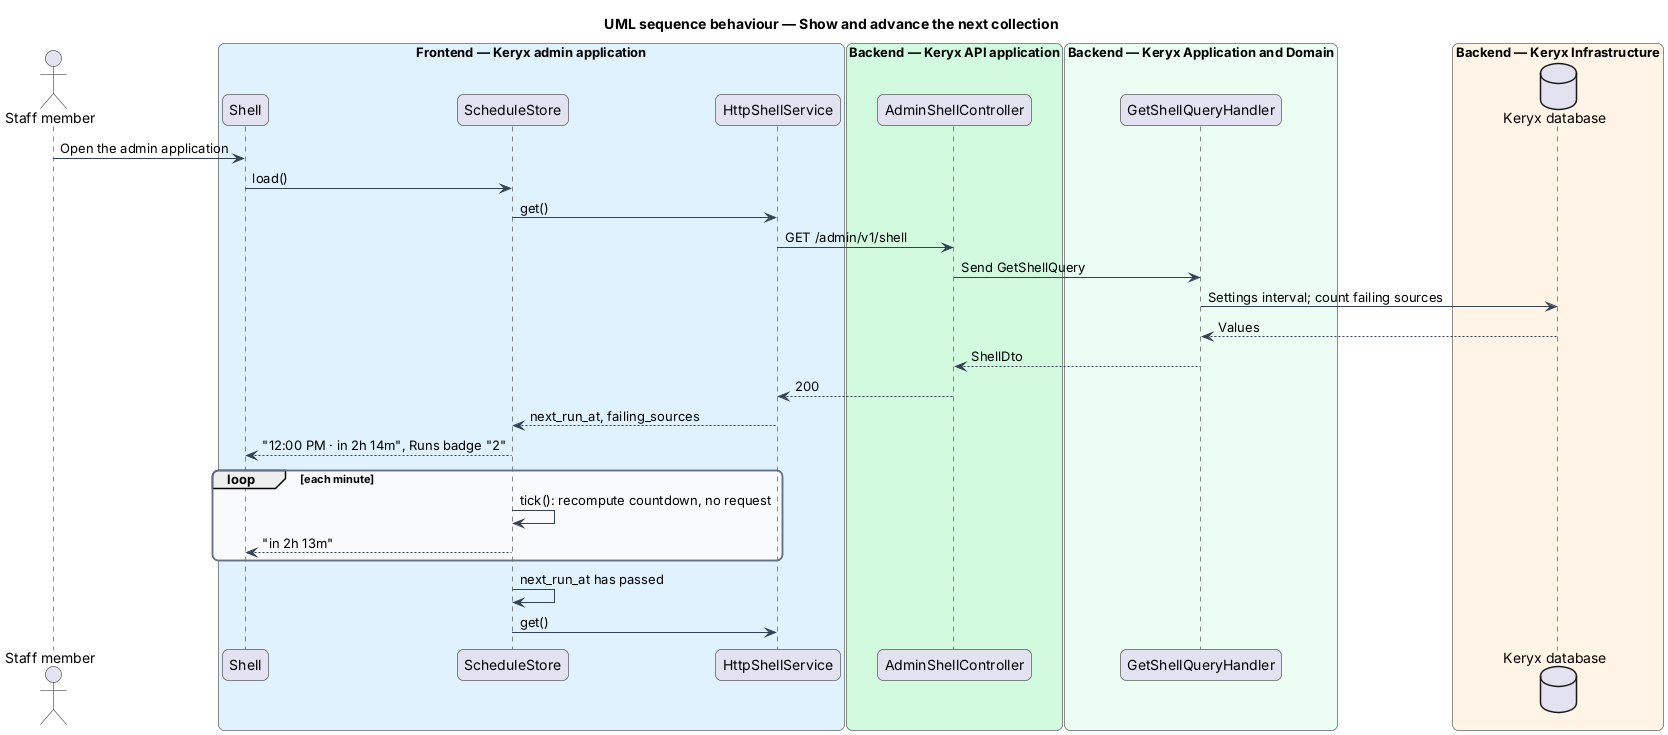 UML sequence behaviour — Show and advance the next collection
Frontend — Keryx admin application
Backend — Keryx API application
Backend — Keryx Application and Domain
Backend — Keryx Infrastructure
Staff member
Shell
ScheduleStore
HttpShellService
AdminShellController
GetShellQueryHandler
Keryx database
Open the admin application
load()
get()
GET /admin/v1/shell
Send GetShellQuery
Settings interval; count failing sources
Values
ShellDto
200
next_run_at, failing_sources
"12:00 PM · in 2h 14m", Runs badge "2"
loop
[each minute]
tick(): recompute countdown, no request
"in 2h 13m"
next_run_at has passed
get()
Staff member
Shell
ScheduleStore
HttpShellService
AdminShellController
GetShellQueryHandler
Keryx database